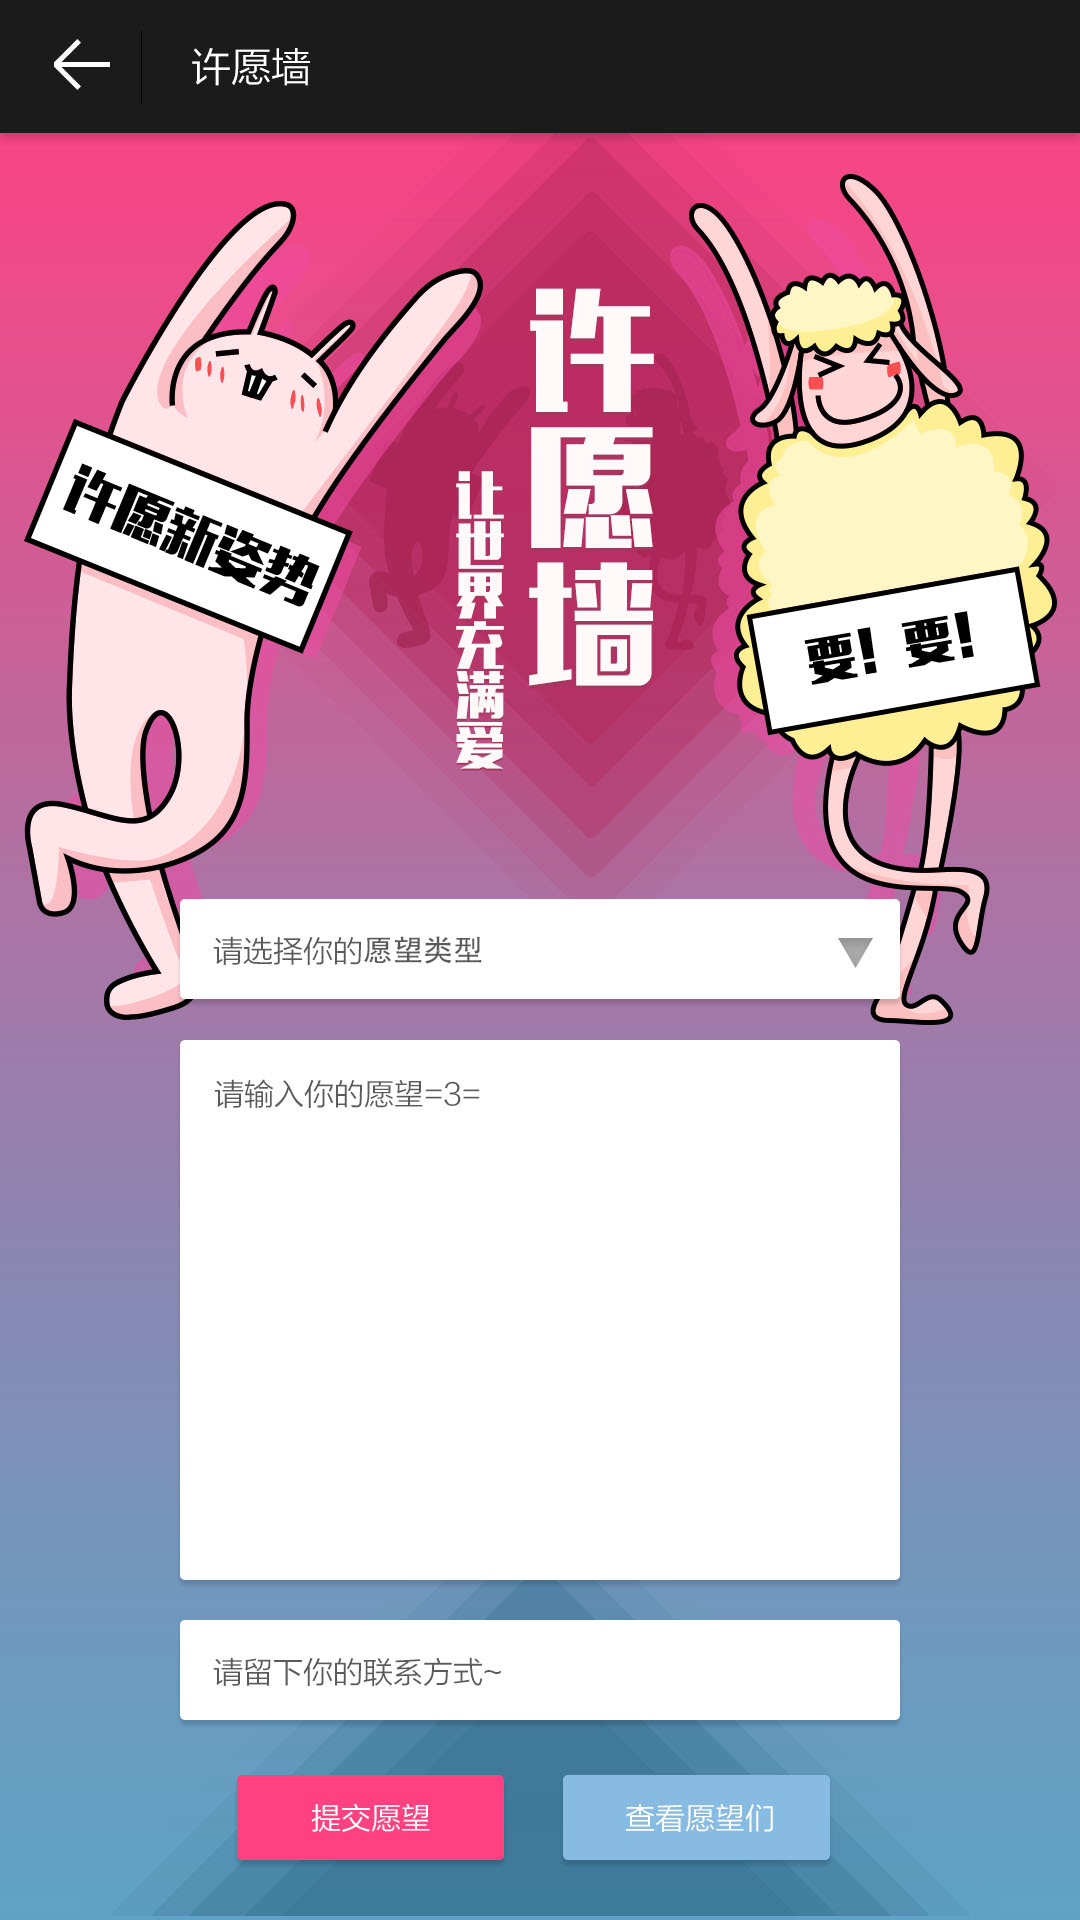 许愿墙
许愿墙
让世界充满爱
许愿新姿势
要! 要!
请选择你的愿望类型
请输入你的愿望=3=
请留下你的联系方式~
提交愿望
查看愿望们